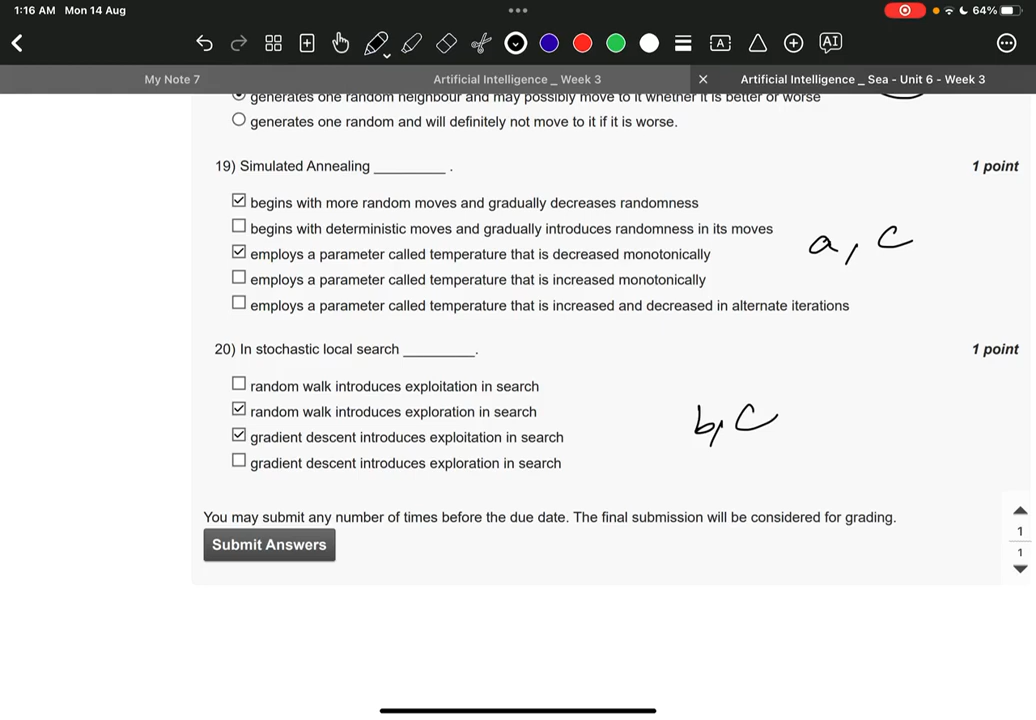 1:16 AM Mon 14 Aug
64%
A
AI
My Note 7
Artificial Intelligence _ Week 3
Artificial Intelligence _ Sea - Unit 6 - Week 3
generates one random neighbour and may possibly move to it whether it is better or worse
generates one random and will definitely not move to it if it is worse.
19) Simulated Annealing _________ .
1 point
begins with more random moves and gradually decreases randomness
begins with deterministic moves and gradually introduces randomness in its moves
employs a parameter called temperature that is decreased monotonically
employs a parameter called temperature that is increased monotonically
employs a parameter called temperature that is increased and decreased in alternate iterations
a, c
20) In stochastic local search _________.
1 point
random walk introduces exploitation in search
random walk introduces exploration in search
gradient descent introduces exploitation in search
gradient descent introduces exploration in search
b, c
You may submit any number of times before the due date. The final submission will be considered for grading.
Submit Answers
1
1